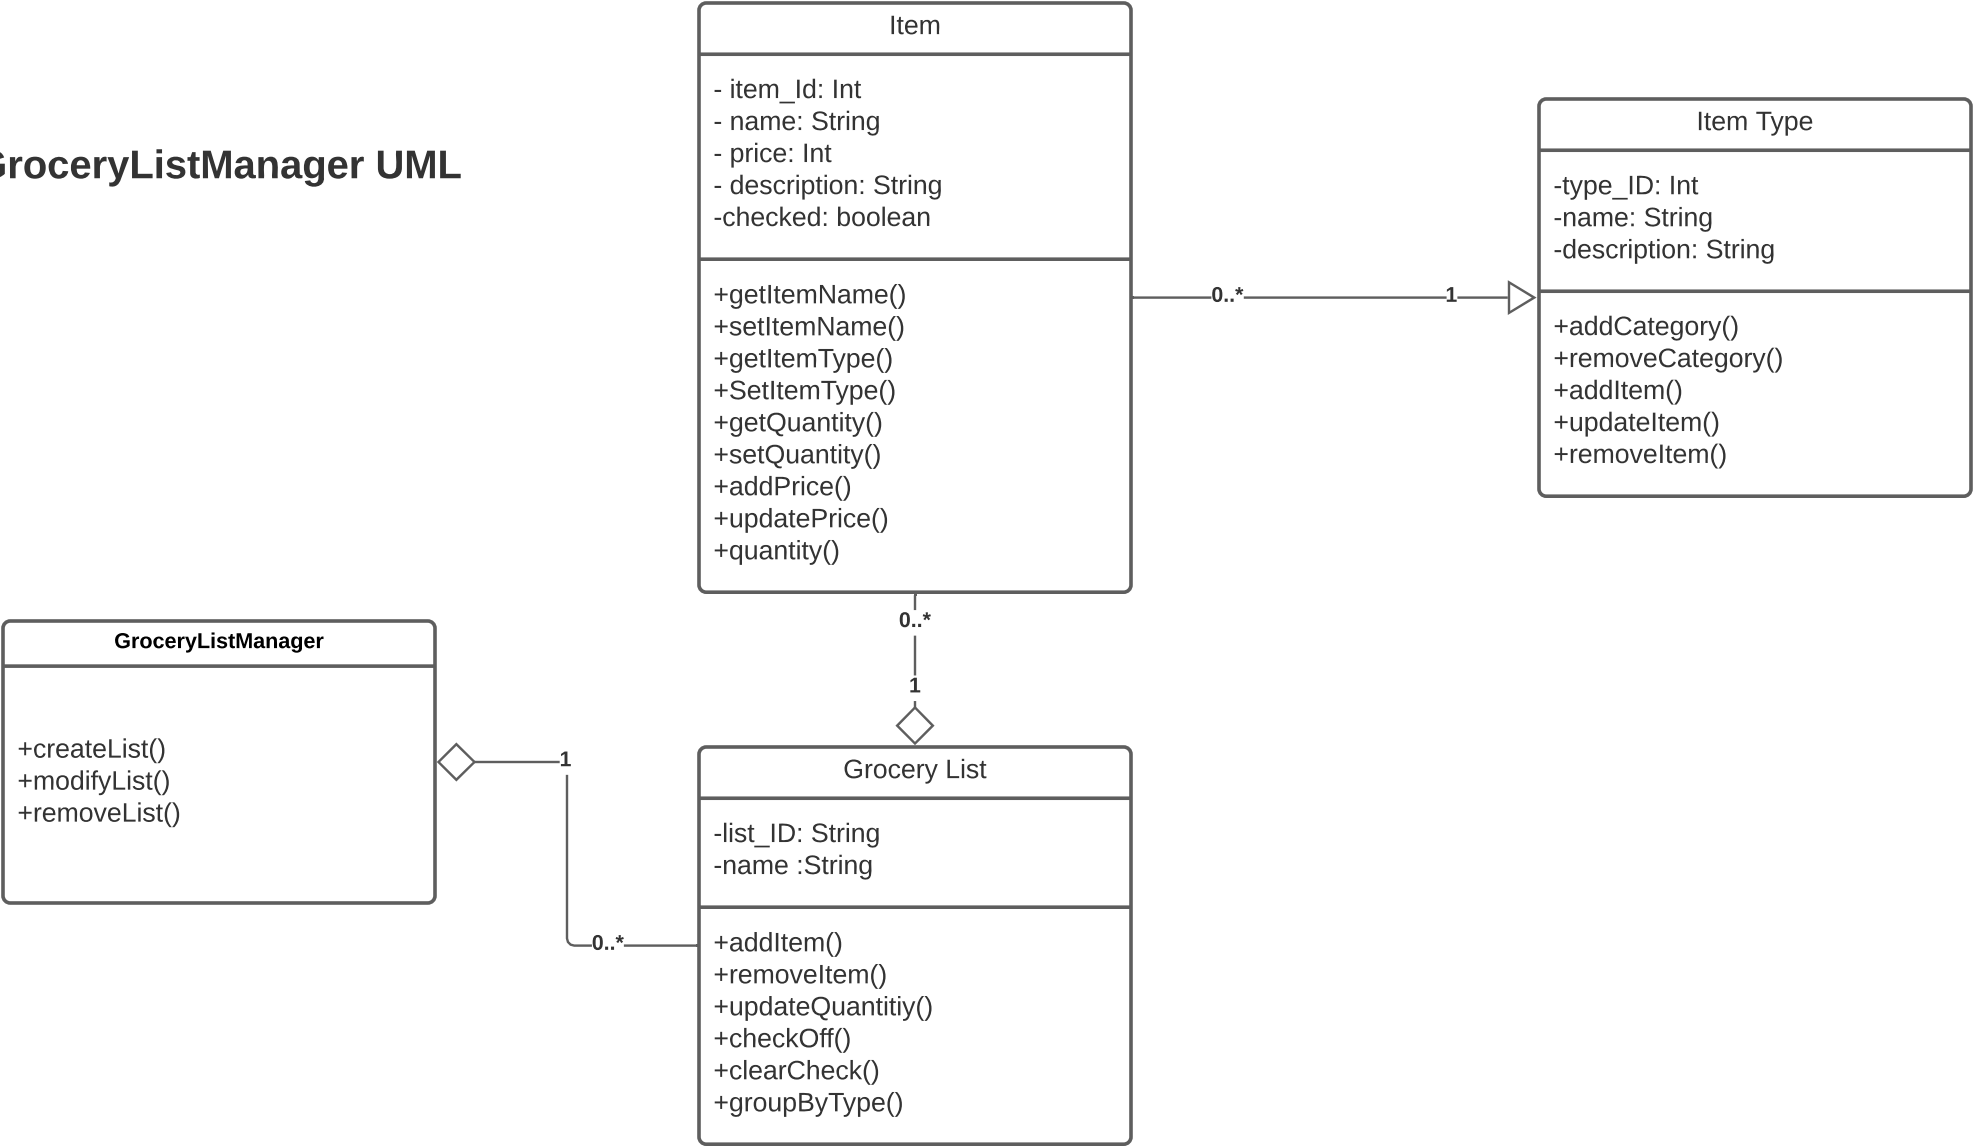 GroceryListManager UML
Item
- item_Id: Int
- name: String
- price: Int
- description: String
-checked: boolean
+getItemName()
+setItemName()
+getItemType()
+SetItemType()
+getQuantity()
+setQuantity()
+addPrice()
+updatePrice()
+quantity()
0..*
1
Item Type
-type_ID: Int
-name: String
-description: String
+addCategory()
+removeCategory()
+addItem()
+updateItem()
+removeItem()
0..*
1
GroceryListManager
+createList()
+modifyList()
+removeList()
1
0..*
Grocery List
-list_ID: String
-name :String
+addItem()
+removeItem()
+updateQuantitiy()
+checkOff()
+clearCheck()
+groupByType()